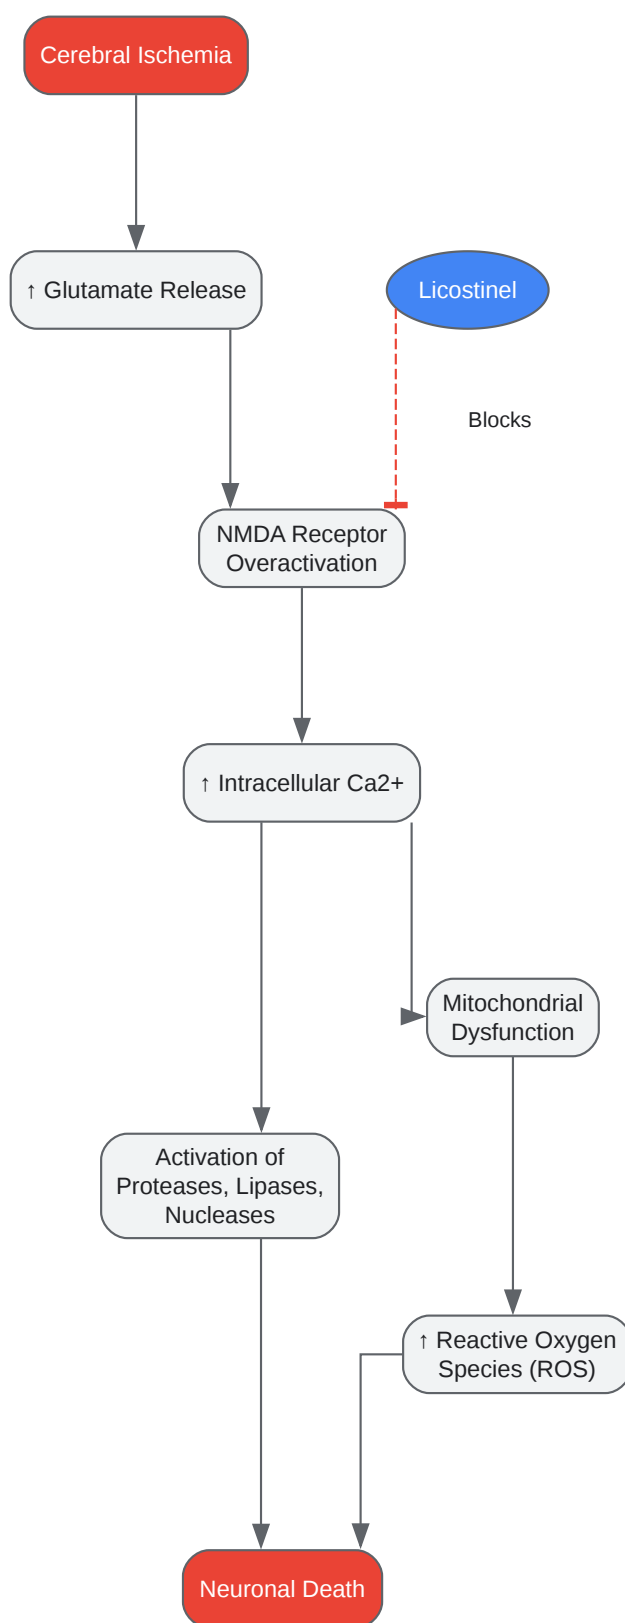 Cerebral Ischemia
↑ Glutamate Release
Licostinel
Blocks
NMDA Receptor
Overactivation
↑ Intracellular Ca2+
Mitochondrial
Dysfunction
Activation of
Proteases, Lipases,
Nucleases
↑ Reactive Oxygen
Species (ROS)
Neuronal Death